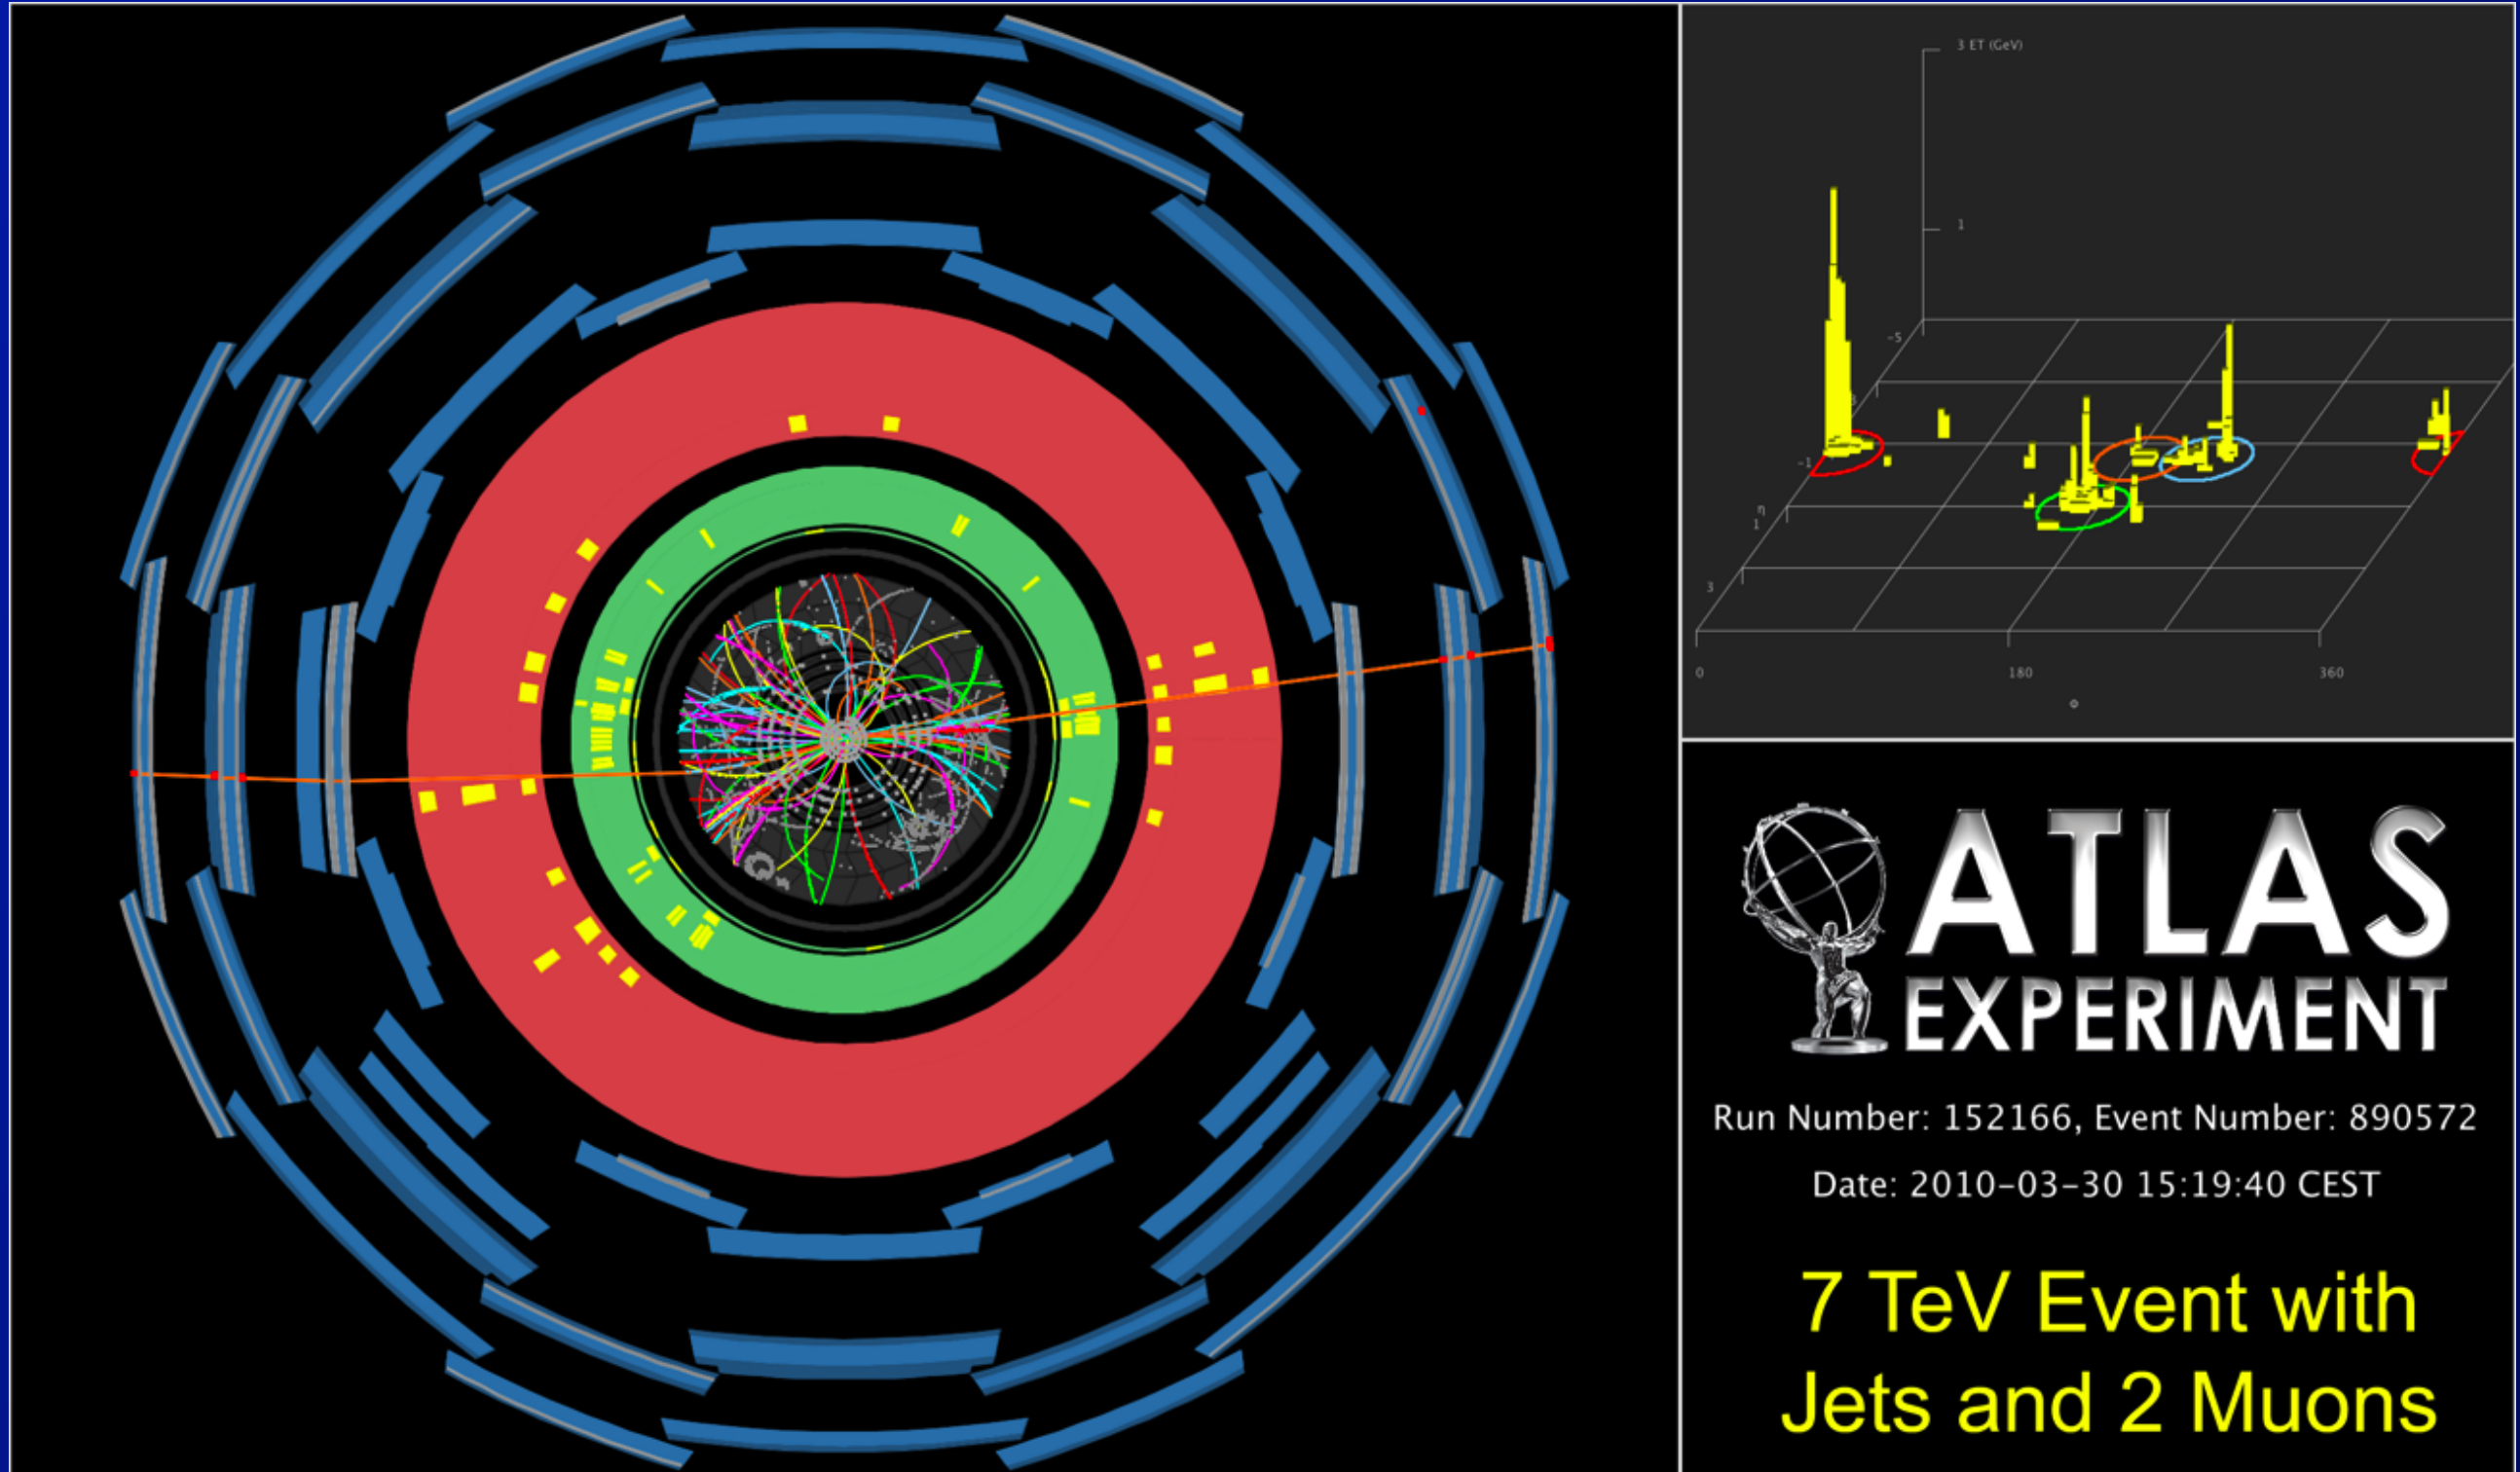 3 ET (GeV)
1
-5
3
-1
η
1
3
0
180
360
ATLAS
EXPERIMENT
Run Number: 152166, Event Number: 890572
Date: 2010-03-30 15:19:40 CEST
7 TeV Event with
Jets and 2 Muons